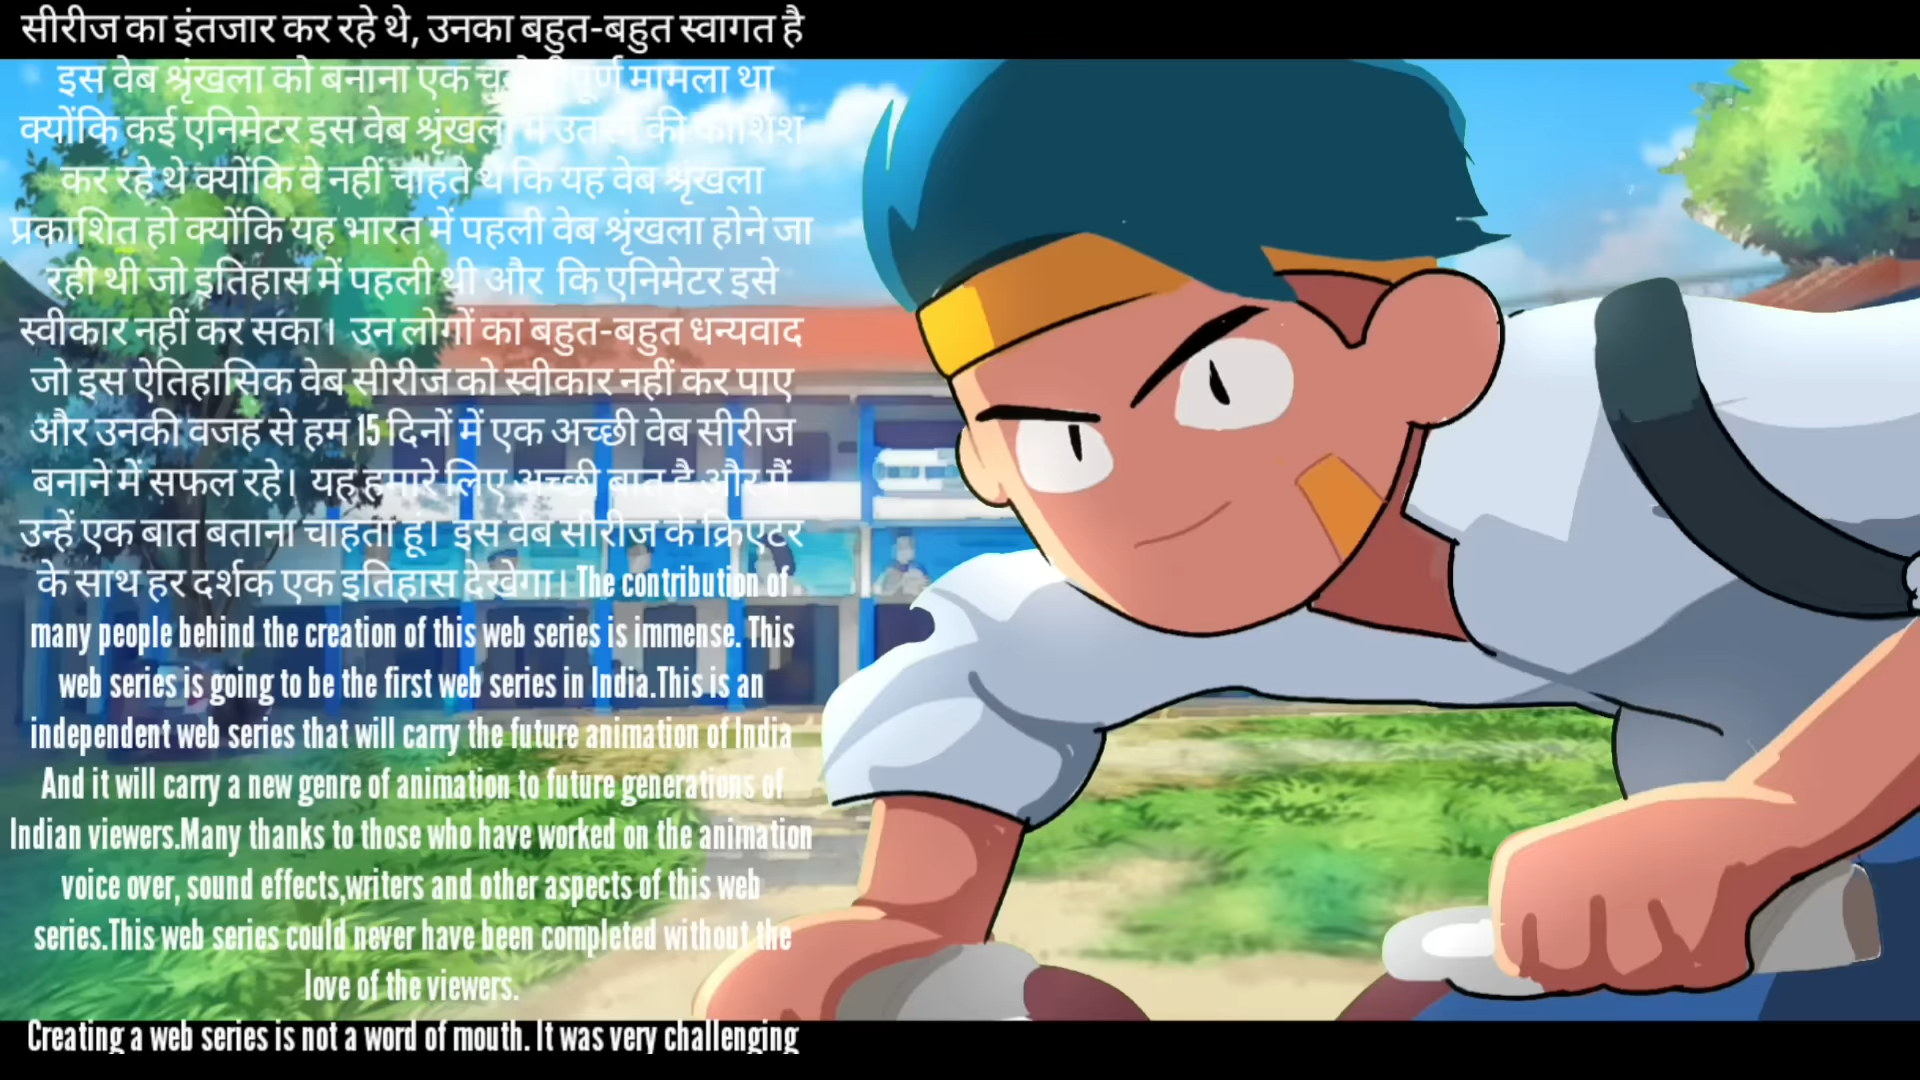 सीरीज का इंतजार कर रहे थे, उनका बहुत-बहुत स्वागत है
इस वेब श्रृंखला को बनाना एक मामला था
क्योंकि कई एनिमेटर इस वेब श्रृंखला में की कोशिश
कर रहे थे क्योंकि वे नहीं चाहते थे कि यह वेब श्रृंखला
प्रकाशित हो क्योंकि यह भारत में पहली वेब श्रृंखला होने जा
रही थी जो इतिहास में पहली थी और कि एनिमेटर इसे
स्वीकार नहीं कर सका। उन लोगों का बहुत-बहुत धन्यवाद
जो इस ऐतिहासिक वेब सीरीज को स्वीकार नहीं कर पाए
और उनकी वजह से हम 15 दिनों में एक अच्छी वेब सीरीज
बनाने में सफल रहे। यह हमारे लिए अच्छी बात है और मैं
उन्हें एक बात बताना चाहता हूं। इस वेब सीरीज के क्रिएटर
के साथ हर दर्शक एक इतिहास देखेगा। The contribution of
many people behind the creation of this web series is immense. This
web series is going to be the first web series in India.This is an
independent web series that will carry the future animation of India
And it will carry a new genre of animation to future generations of
Indian viewers.Many thanks to those who have worked on the animation
voice over, sound effects,writers and other aspects of this web
series.This web series could never have been completed without the
love of the viewers.
Creating a web series is not a word of mouth. It was very challenging